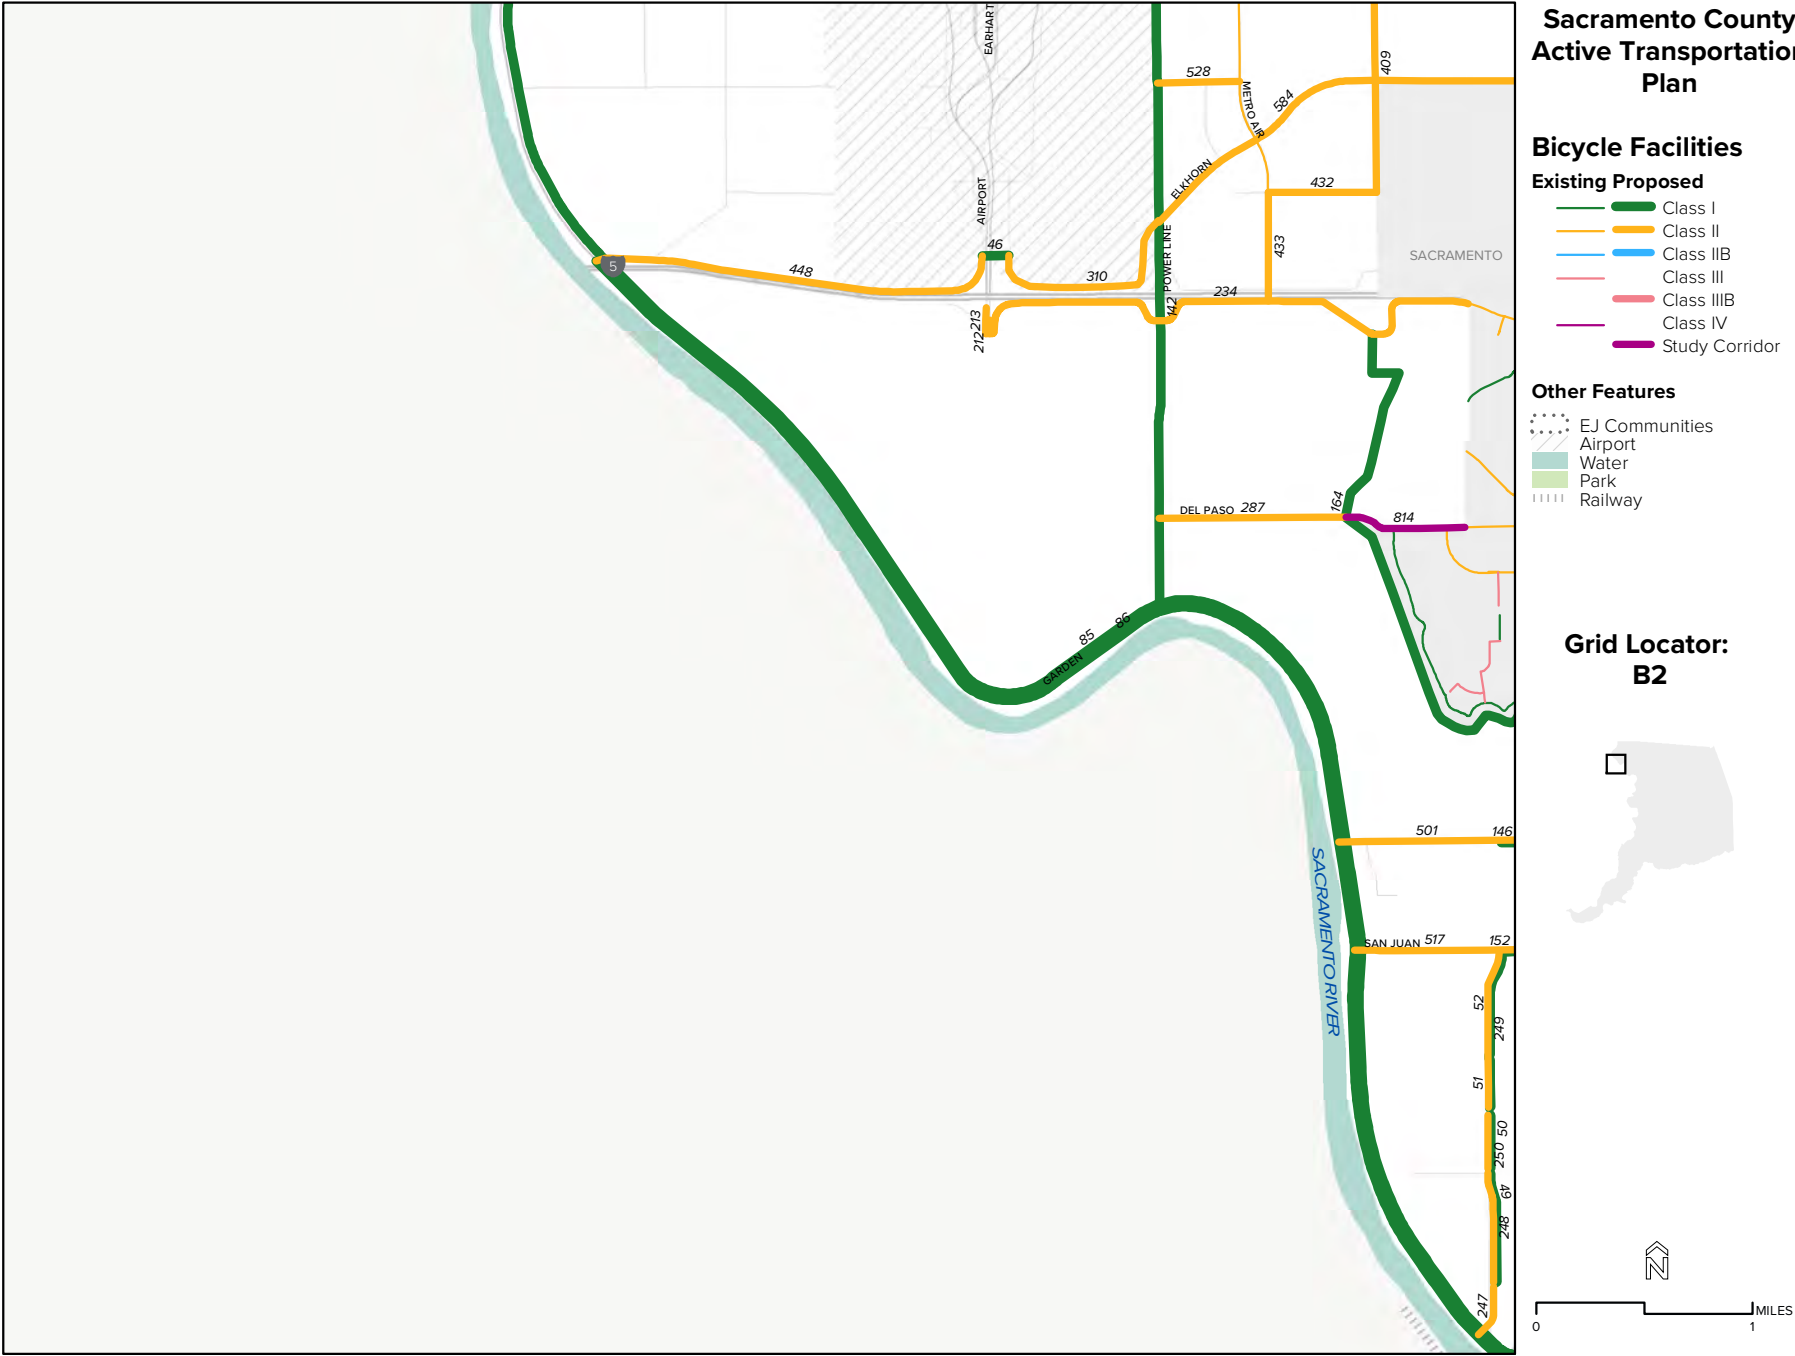 Sacramento County
Active Transportation
Plan
Bicycle Facilities
Existing Proposed
Class I
Class II
Class IIB
Class III
Class IIIB
Class IV
Study Corridor
Other Features
EJ Communities
Airport
Water
Park
Railway
Grid Locator:
B2
N
MILES
0
1
EARHART
409
528
METRO AIR
584
ELKHORN
432
AIRPORT
46
433
SACRAMENTO
5
448
310
POWER LINE
234
142
213
212
164
DEL PASO 287
814
85
86
GARDEN
501
146
SACRAMENTO RIVER
SAN JUAN 517
152
52
249
51
50
250
49
248
247